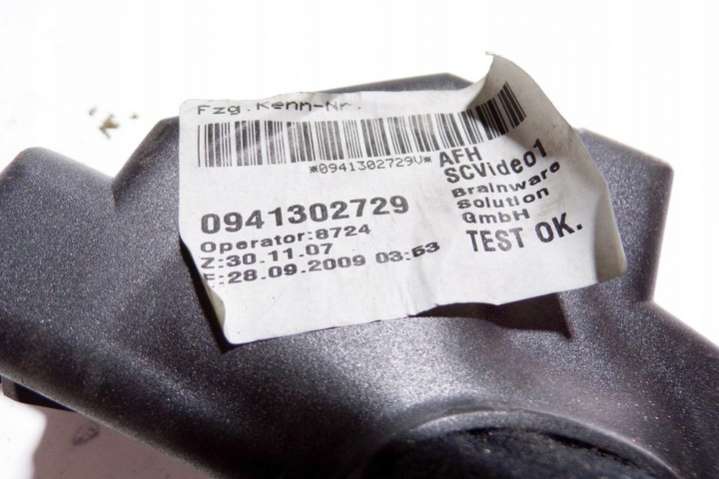 Fzg.Kenn-Nr.
*0941302729V*
0941302729
Operator:8724
Z:30.11.07
E:28.09.2009 03:53
AFH
SCVideo1
Brainware
Solution
GmbH
TEST OK.